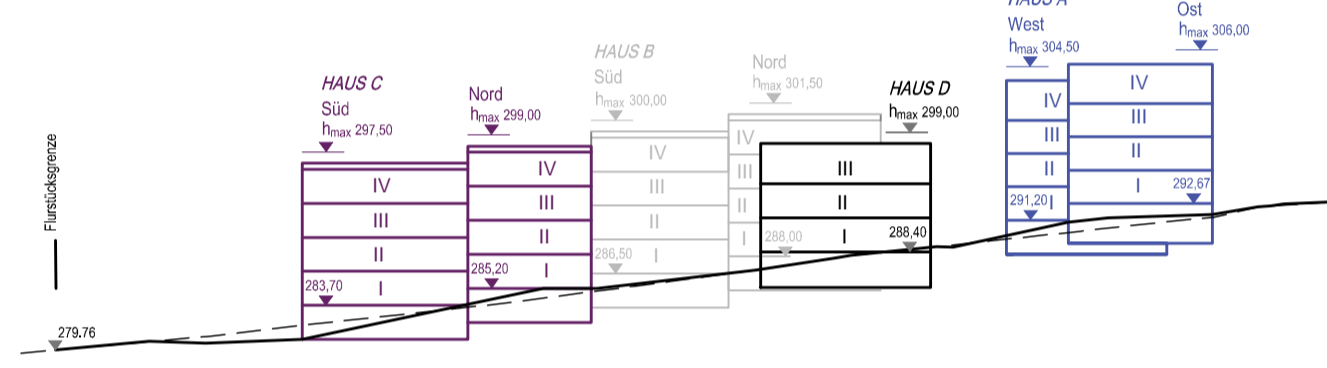 HAUS A
West
hmax 304,50
Ost
hmax 306,00
IV
III
II
I
291,20
IV
III
II
I
292,67
HAUS B
Süd
hmax 300,00
IV
III
II
I
286,50
Nord
hmax 301,50
IV
III
II
I
288,00
HAUS C
Süd
hmax 297,50
IV
III
II
I
283,70
Nord
hmax 299,00
IV
III
II
I
285,20
HAUS D
hmax 299,00
III
II
I
288,40
Flurstücksgrenze
279.76